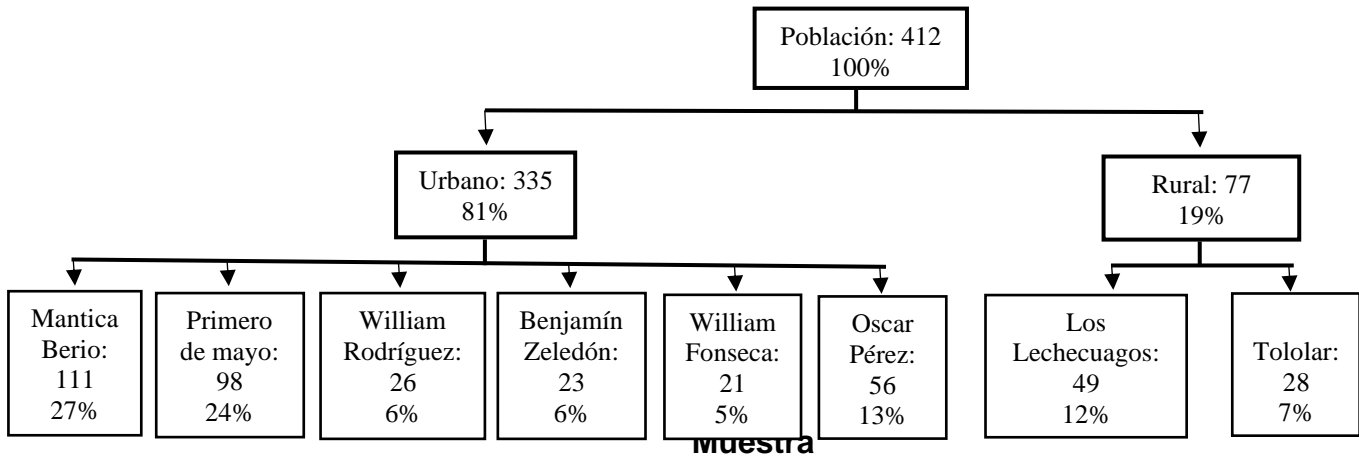 Población: 412
100%
Urbano: 335
81%
Rural: 77
19%
Mantica
Berio:
111
27%
Primero
de mayo:
98
24%
William
Rodríguez:
26
6%
Benjamín
Zeledón:
23
6%
William
Fonseca:
21
5%
Oscar
Pérez:
56
13%
Los
Lechecuagos:
49
12%
Tololar:
28
7%
Muestra